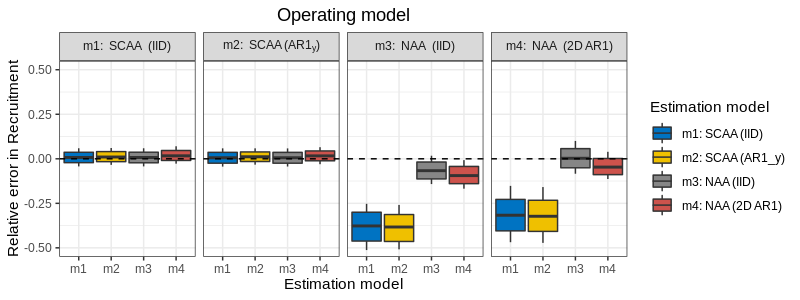 Operating model
m1: SCAA (IID)
m2: SCAA (AR1y)
m3: NAA (IID)
m4: NAA (2D AR1)
Relative error in Recruitment
0.50
0.25
0.00
-0.25
-0.50
m1 m2 m3 m4
m1 m2 m3 m4
m1 m2 m3 m4
m1 m2 m3 m4
Estimation model
Estimation model
m1: SCAA (IID)
m2: SCAA (AR1_y)
m3: NAA (IID)
m4: NAA (2D AR1)